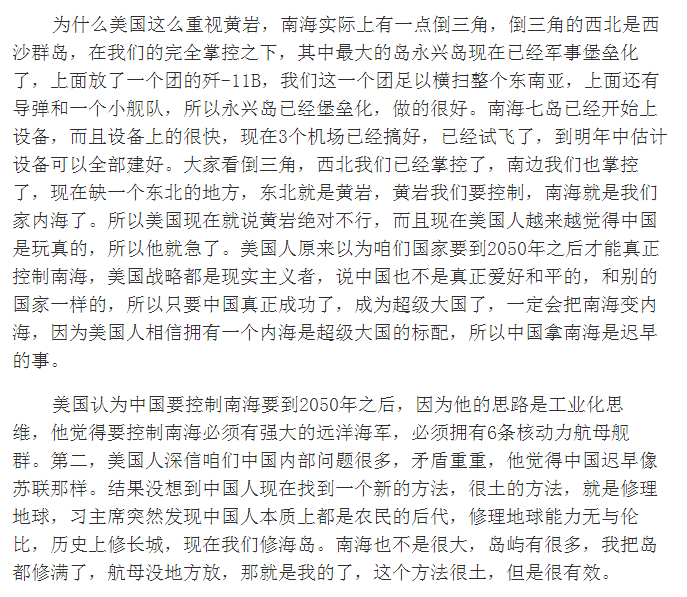 为什么美国这么重视黄岩，南海实际上有一点倒三角，倒三角的西北是西
沙群岛，在我们的完全掌控之下，其中最大的岛永兴岛现在已经军事堡垒化
了，上面放了一个团的歼-11B，我们这一个团足以横扫整个东南亚，上面还有
导弹和一个小舰队，所以永兴岛已经堡垒化，做的很好。南海七岛已经开始上
设备，而且设备上的很快，现在3个机场已经搞好，已经试飞了，到明年中估计
设备可以全部建好。大家看倒三角，西北我们已经掌控了，南边我们也掌控
了，现在缺一个东北的地方，东北就是黄岩，黄岩我们要控制，南海就是我们
家内海了。所以美国现在就说黄岩绝对不行，而且现在美国人越来越觉得中国
是玩真的，所以他就急了。美国人原来以为咱们国家要到2050年之后才能真正
控制南海，美国战略都是现实主义者，说中国也不是真正爱好和平的，和别的
国家一样的，所以只要中国真正成功了，成为超级大国了，一定会把南海变内
海，因为美国人相信拥有一个内海是超级大国的标配，所以中国拿南海是迟早
的事。
美国认为中国要控制南海要到2050年之后，因为他的思路是工业化思
维，他觉得要控制南海必须有强大的远洋海军，必须拥有6条核动力航母舰
群。第二，美国人深信咱们中国内部问题很多，矛盾重重，他觉得中国迟早像
苏联那样。结果没想到中国人现在找到一个新的方法，很土的方法，就是修理
地球，习主席突然发现中国人本质上都是农民的后代，修理地球能力无与伦
比，历史上修长城，现在我们修海岛。南海也不是很大，岛屿有很多，我把岛
都修满了，航母没地方放，那就是我的了，这个方法很土，但是很有效。